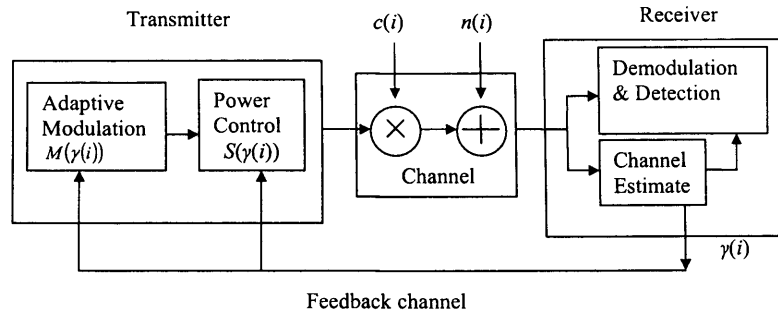 Transmitter
c(i)
n(i)
Receiver
Adaptive
Modulation
M(γ(i))
Power
Control
S(γ(i))
×
+
Channel
Demodulation
& Detection
Channel
Estimate
γ(i)
Feedback channel